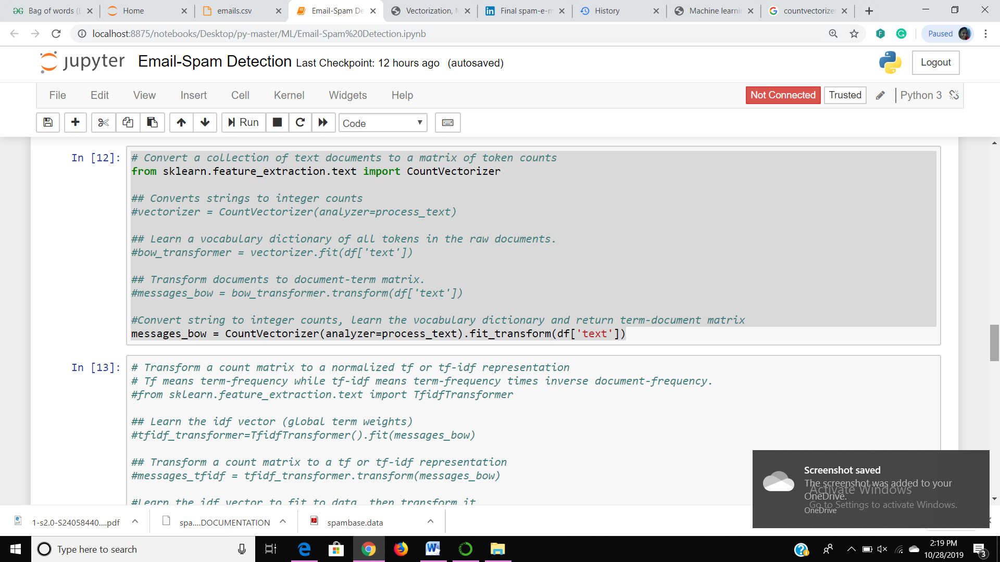 Bag of words (B
Home
emails.csv
Email-Spam De
Vectorization, M
Final spam-e-m
History
Machine learni
countvectorize
localhost:8875/notebooks/Desktop/py-master/ML/Email-Spam%20Detection.ipynb
Paused
jupyter Email-Spam Detection Last Checkpoint: 12 hours ago (autosaved)
Logout
File Edit View Insert Cell Kernel Widgets Help
Not Connected Trusted Python 3
Run Code
In [12]:
# Convert a collection of text documents to a matrix of token counts
from sklearn.feature_extraction.text import CountVectorizer
## Converts strings to integer counts
#vectorizer = CountVectorizer(analyzer=process_text)
## Learn a vocabulary dictionary of all tokens in the raw documents.
#bow_transformer = vectorizer.fit(df['text'])
## Transform documents to document-term matrix.
#messages_bow = bow_transformer.transform(df['text'])
#Convert string to integer counts, learn the vocabulary dictionary and return term-document matrix
messages_bow = CountVectorizer(analyzer=process_text).fit_transform(df['text'])
In [13]:
# Transform a count matrix to a normalized tf or tf-idf representation
# Tf means term-frequency while tf-idf means term-frequency times inverse document-frequency.
#from sklearn.feature_extraction.text import TfidfTransformer
## Learn the idf vector (global term weights)
#tfidf_transformer=TfidfTransformer().fit(messages_bow)
## Transform a count matrix to a tf or tf-idf representation
#messages_tfidf = tfidf_transformer.transform(messages_bow)
#Learn the idf vector to fit to data, then transform it
Screenshot saved
The screenshot was added to your
OneDrive.
OneDrive
Activate Windows
Go to Settings to activate Windows.
1-s2.0-S24058440....pdf
spa....DOCUMENTATION
spambase.data
Type here to search
2:19 PM
10/28/2019
3